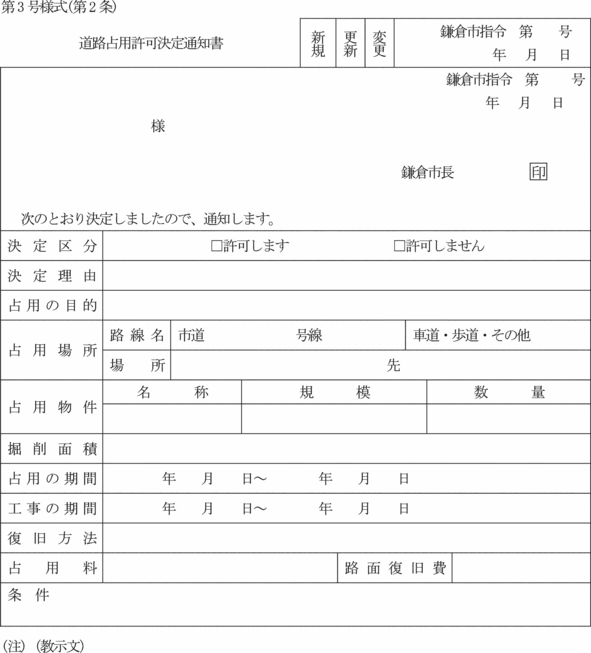 第3号様式(第2条)
道路占用許可決定通知書 新規 更新 変更 鎌倉市指令 第 号
年 月 日
鎌倉市指令 第 号
年 月 日
様
鎌倉市長 印
次のとおり決定しましたので、通知します。
決定区分 □許可します □許可しません
決定理由
占用の目的
占用場所 路線名 市道 号線 車道・歩道・その他
場所 先
占用物件 名称 規模 数量
掘削面積
占用の期間 年 月 日～ 年 月 日
工事の期間 年 月 日～ 年 月 日
復旧方法
占用料 路面復旧費
条件
(注) (教示文)